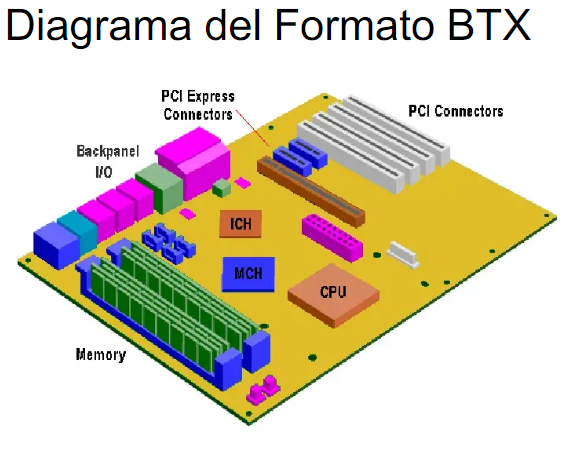 Diagrama del Formato BTX
PCI Express
Connectors
PCI Connectors
Backpanel
I/O
ICH
MCH
CPU
Memory